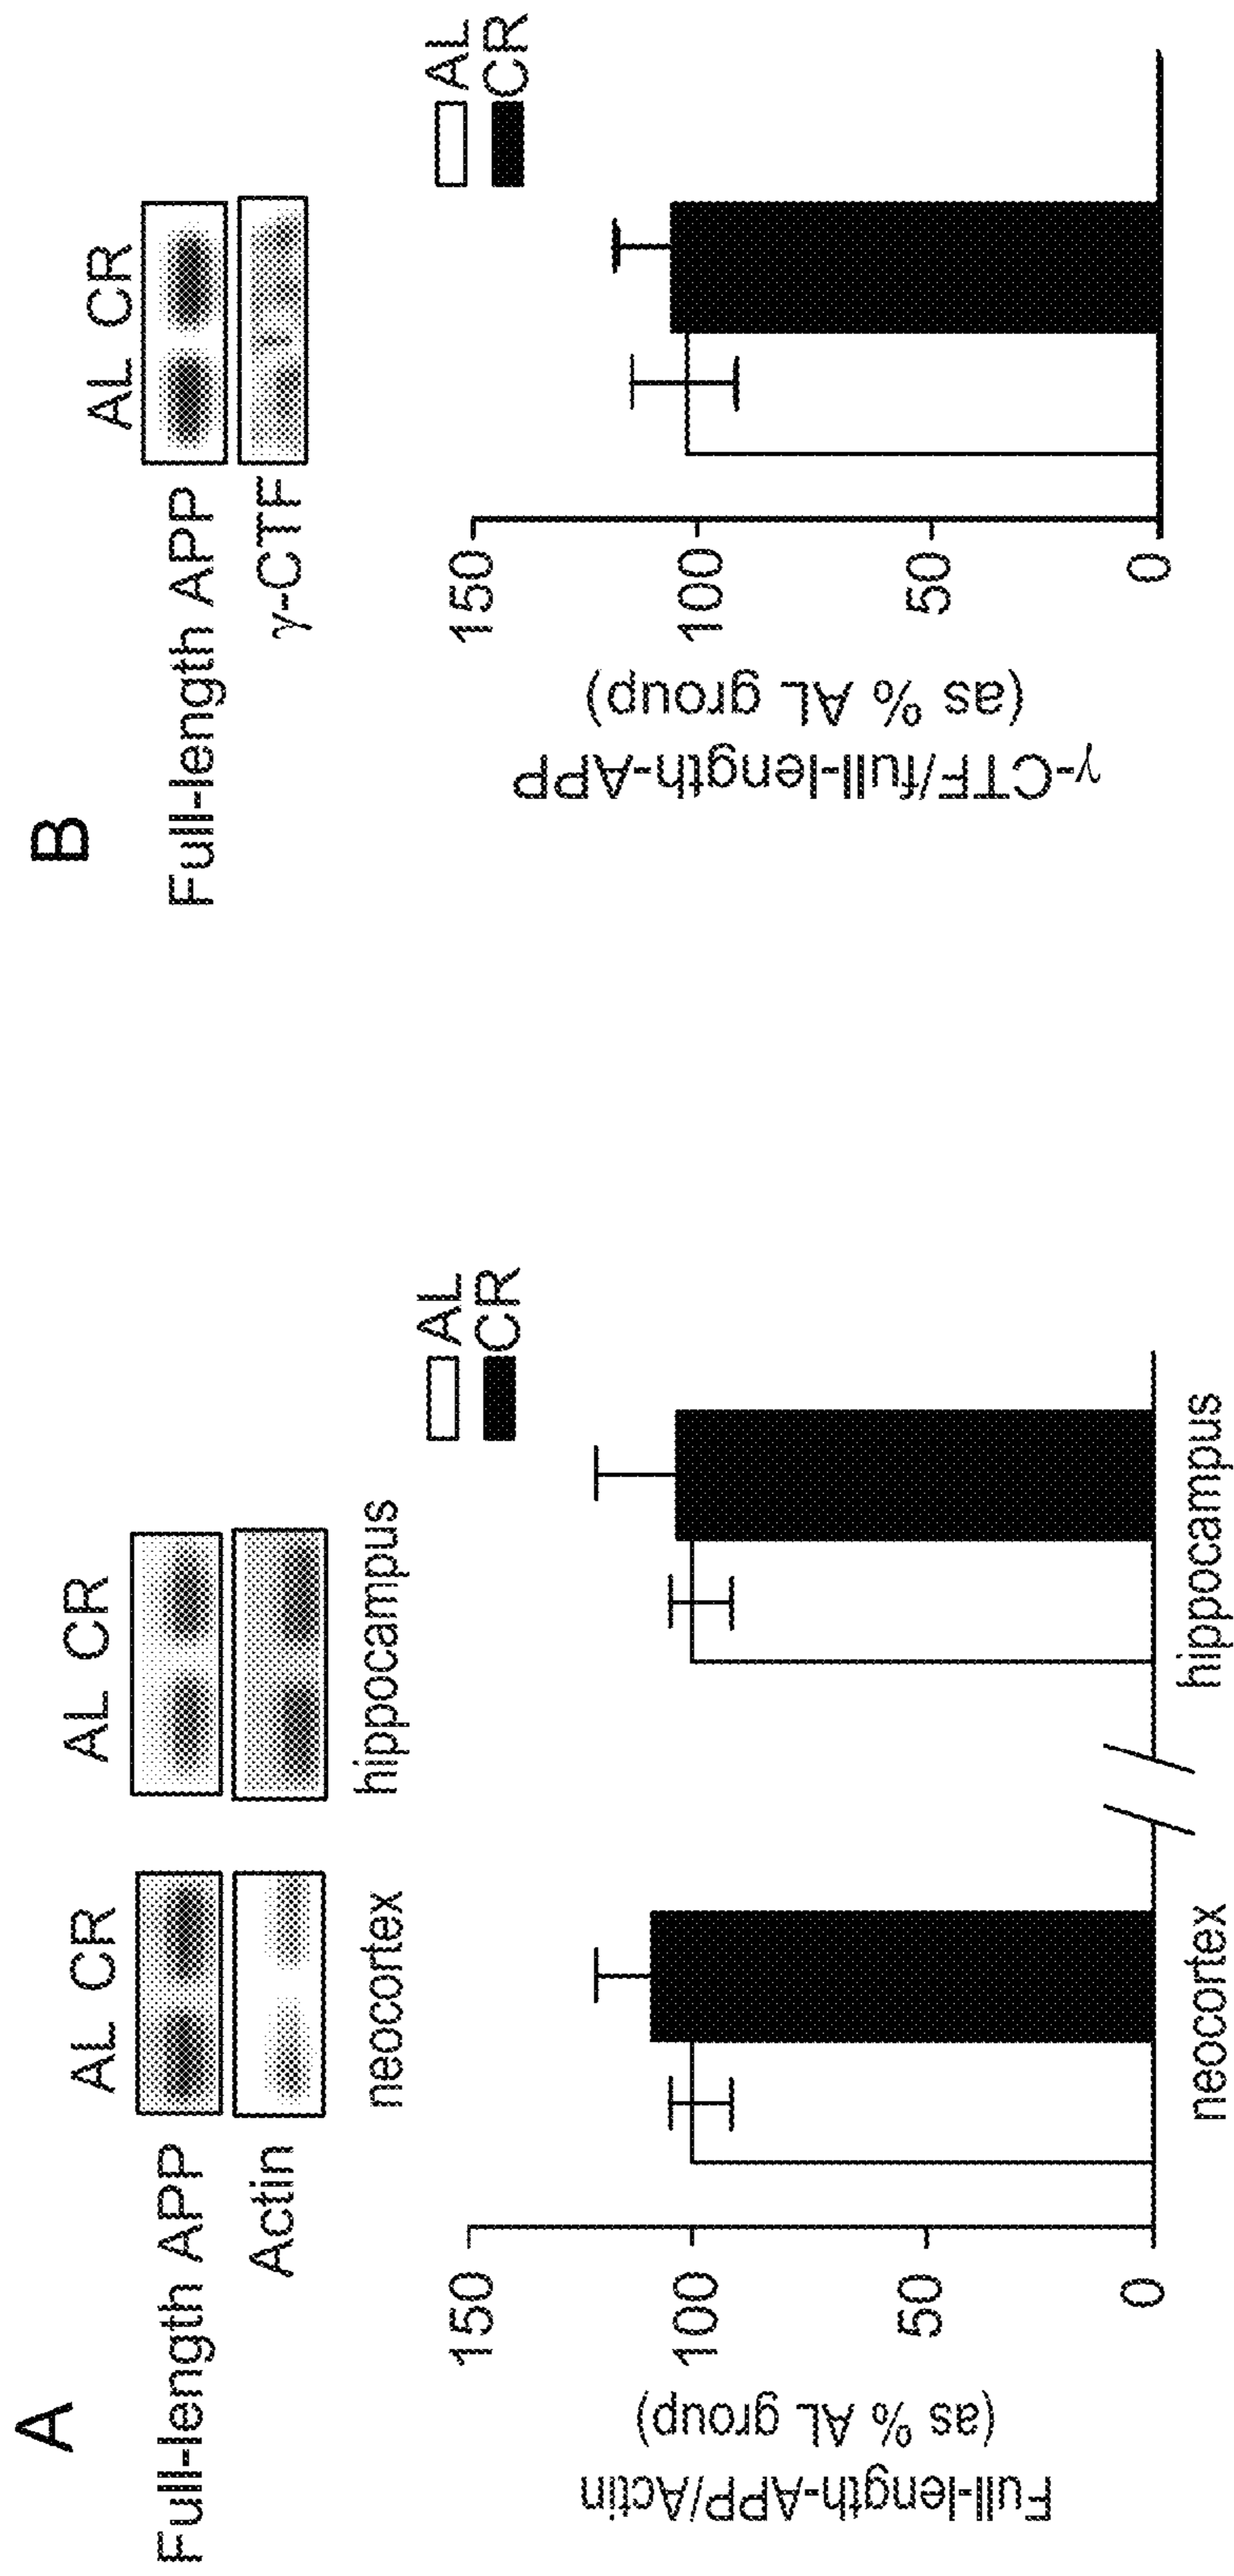 A
AL CR
AL CR
Full-length APP
Actin
neocortex
hippocampus
AL
CR
Full-length-APP/Actin
(as % AL group)
150
100
50
0
neocortex
hippocampus
B
AL CR
Full-length APP
γ-CTF
AL
CR
γ-CTF/full-length-APP
(as % AL group)
150
100
50
0